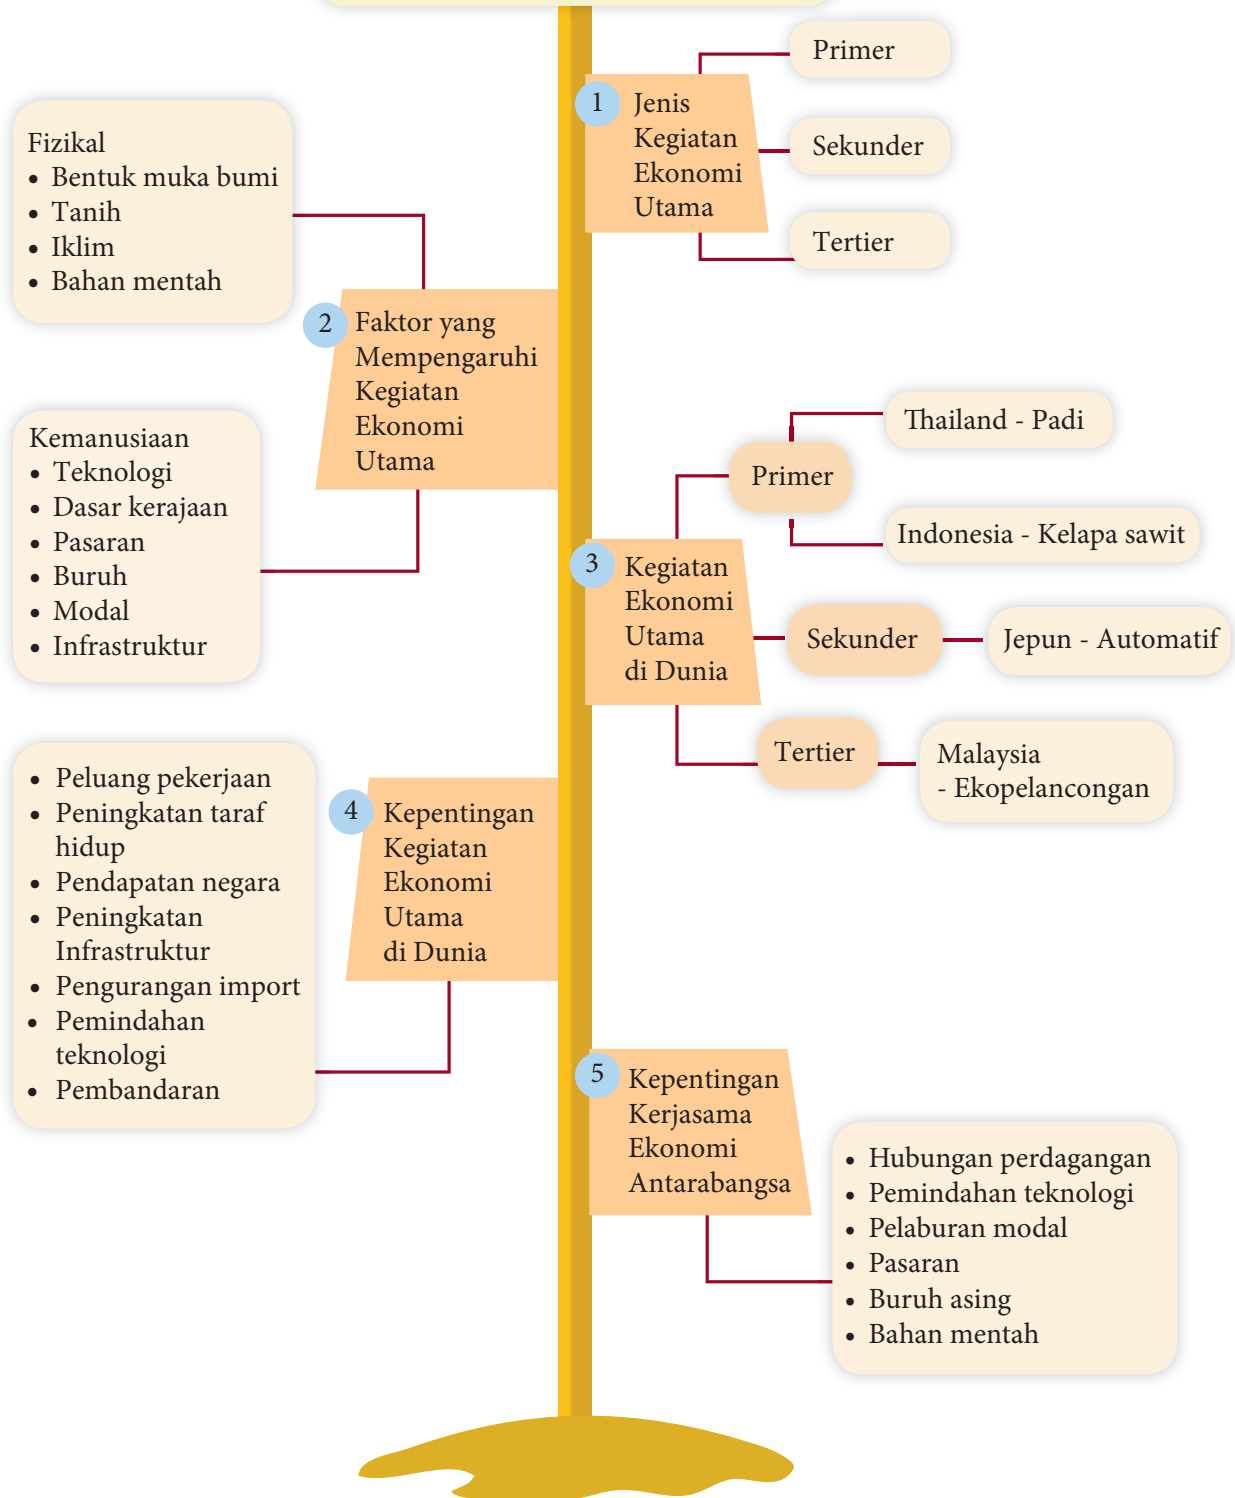 1
Jenis
Kegiatan
Ekonomi
Utama
Primer
Sekunder
Tertier
2
Faktor yang
Mempengaruhi
Kegiatan
Ekonomi
Utama
Fizikal
• Bentuk muka bumi
• Tanih
• Iklim
• Bahan mentah
Kemanusiaan
• Teknologi
• Dasar kerajaan
• Pasaran
• Buruh
• Modal
• Infrastruktur
3
Kegiatan
Ekonomi
Utama
di Dunia
Primer
Thailand - Padi
Indonesia - Kelapa sawit
Sekunder
Jepun - Automatif
Tertier
Malaysia
- Ekopelancongan
4
Kepentingan
Kegiatan
Ekonomi
Utama
di Dunia
• Peluang pekerjaan
• Peningkatan taraf
hidup
• Pendapatan negara
• Peningkatan
Infrastruktur
• Pengurangan import
• Pemindahan
teknologi
• Pembandaran
5
Kepentingan
Kerjasama
Ekonomi
Antarabangsa
• Hubungan perdagangan
• Pemindahan teknologi
• Pelaburan modal
• Pasaran
• Buruh asing
• Bahan mentah